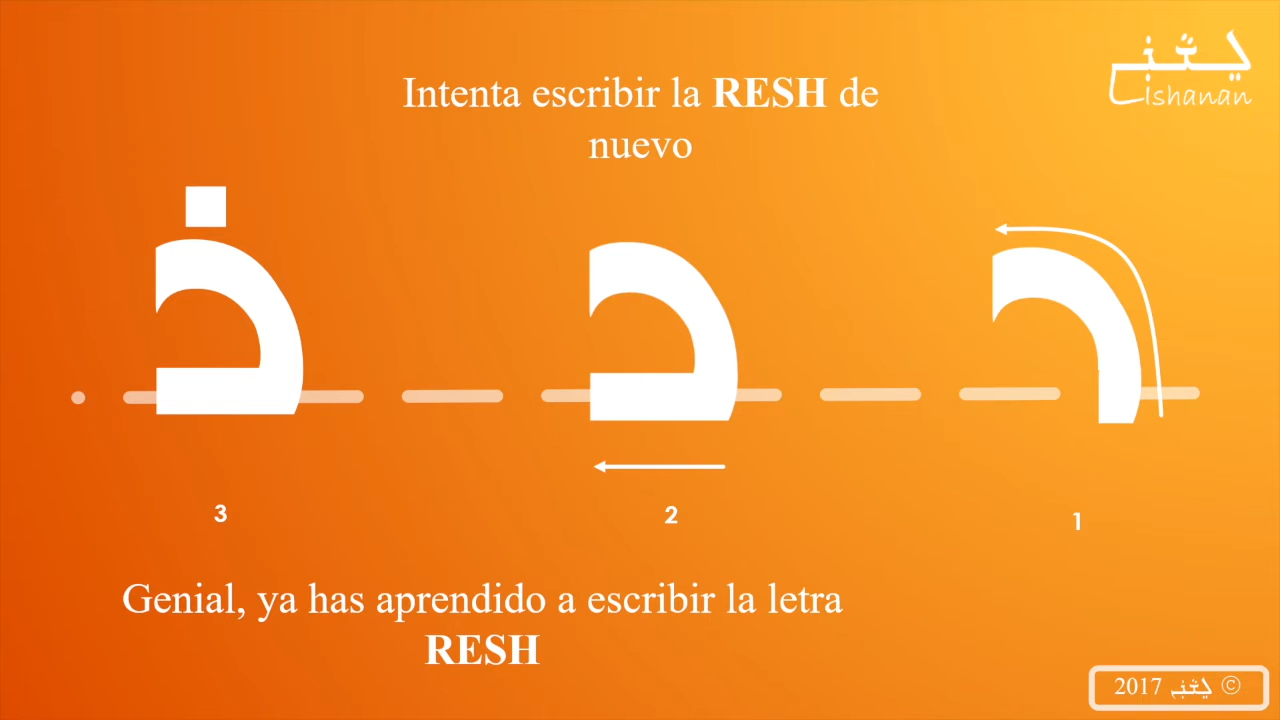 Lishanan
Intenta escribir la RESH de
nuevo
ܪ
3 2 1
Genial, ya has aprendido a escribir la letra
RESH
2017 ©